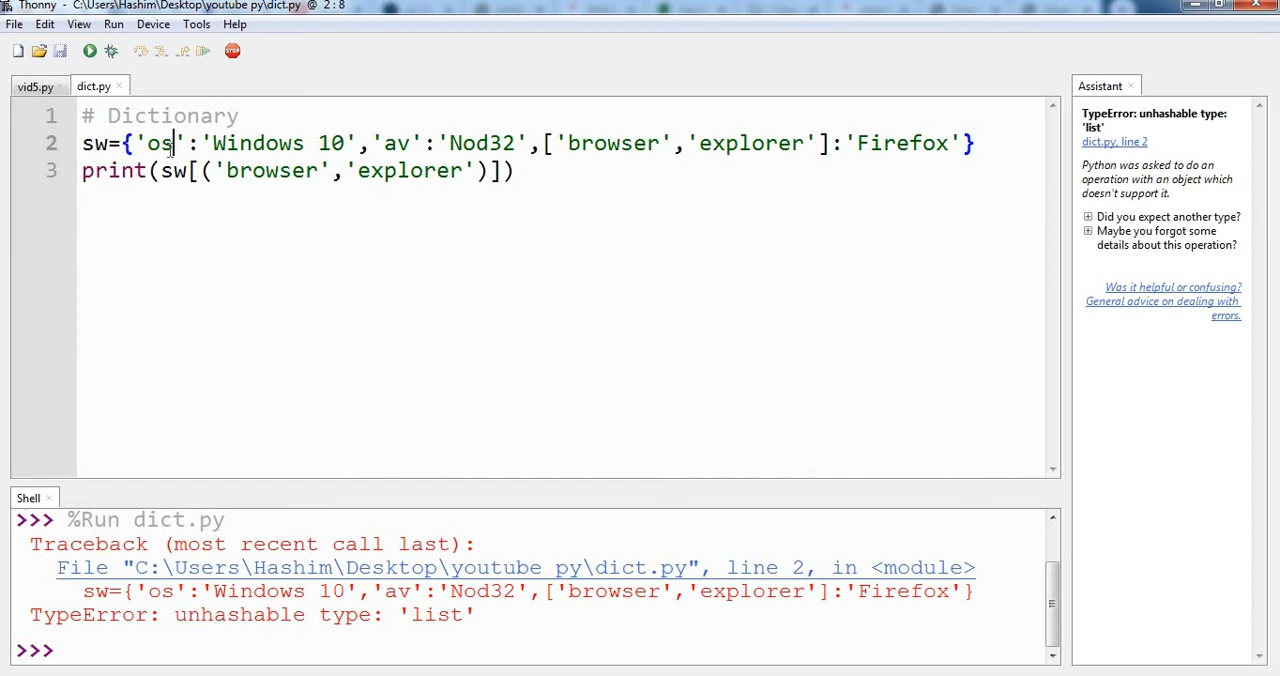 Thonny - C:\Users\Hashim\Desktop\youtube py\dict.py @ 2 : 8
File Edit View Run Device Tools Help
STOP
vid5.py dict.py
1 # Dictionary
2 sw={'os':'Windows 10','av':'Nod32',['browser','explorer']:'Firefox'}
3 print(sw[('browser','explorer')])
Shell
>>> %Run dict.py
Traceback (most recent call last):
File "C:\Users\Hashim\Desktop\youtube py\dict.py", line 2, in <module>
sw={'os':'Windows 10','av':'Nod32',['browser','explorer']:'Firefox'}
TypeError: unhashable type: 'list'
>>>
Assistant
TypeError: unhashable type:
'list'
dict.py, line 2
Python was asked to do an
operation with an object which
doesn't support it.
Did you expect another type?
Maybe you forgot some
details about this operation?
Was it helpful or confusing?
General advice on dealing with
errors.